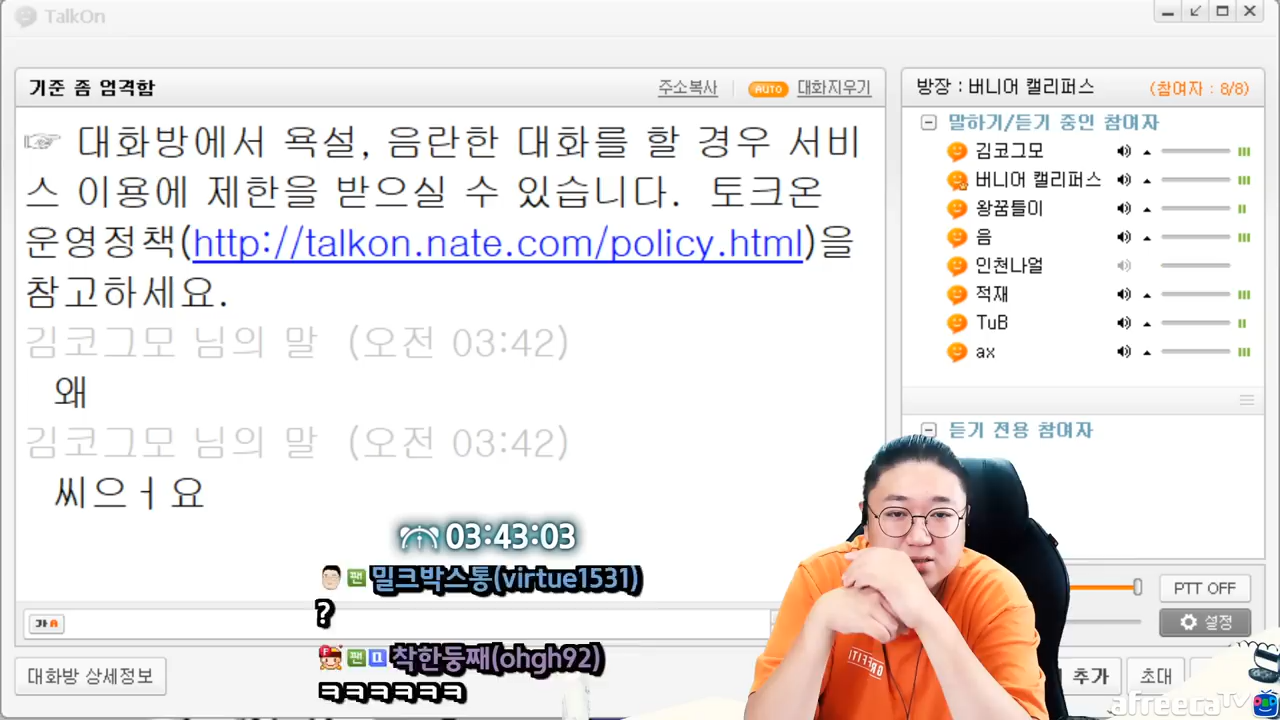 TalkOn
기준 좀 엄격함
주소복사
AUTO
대화지우기
☞ 대화방에서 욕설, 음란한 대화를 할 경우 서비
스 이용에 제한을 받으실 수 있습니다. 토크온
운영정책(http://talkon.nate.com/policy.html)을
참고하세요.
김코그모 님의 말 (오전 03:42)
왜
김코그모 님의 말 (오전 03:42)
씨으ㅓ요
03:43:03
팬 밀크박스통(virtue1531)
?
F 팬 착한둥째(ohgh92)
ㅋㅋㅋㅋㅋㅋ
가A
대화방 상세정보
방장 : 버니어 캘리퍼스
(참여자 : 8/8)
말하기/듣기 중인 참여자
김코그모
버니어 캘리퍼스
왕꿈틀이
음
인천나얼
적재
TuB
ax
듣기 전용 참여자
PTT OFF
설정
추가
초대
GRFFITI
afreecaTV